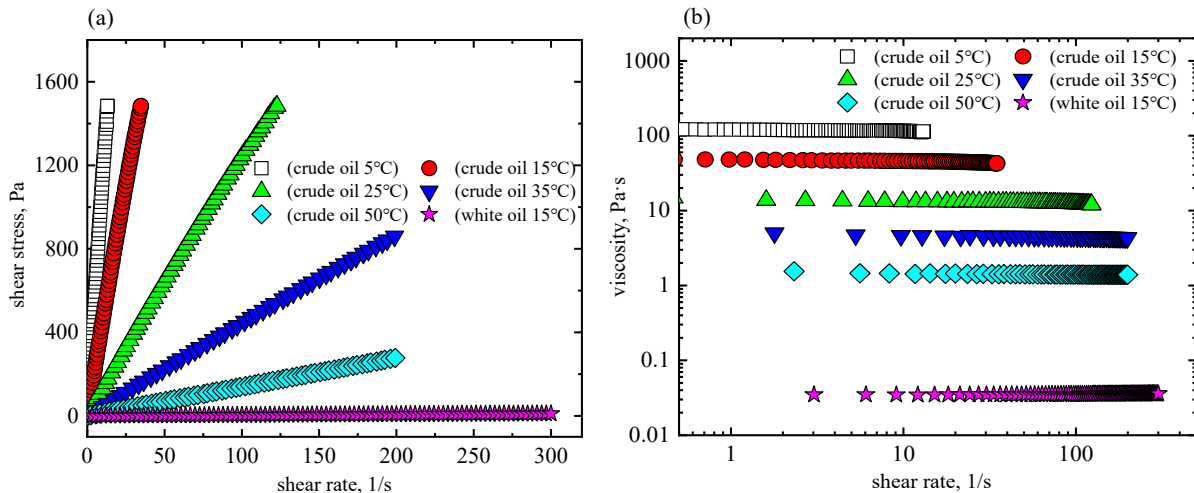 (a)
1600
1200
800
400
0
shear stress, Pa
0 50 100 150 200 250 300
shear rate, 1/s
(crude oil 5℃) (crude oil 15℃)
(crude oil 25℃) (crude oil 35℃)
(crude oil 50℃) (white oil 15℃)
(b)
1000
100
10
1
0.1
0.01
viscosity, Pa·s
1 10 100
shear rate, 1/s
(crude oil 5℃) (crude oil 15℃)
(crude oil 25℃) (crude oil 35℃)
(crude oil 50℃) (white oil 15℃)